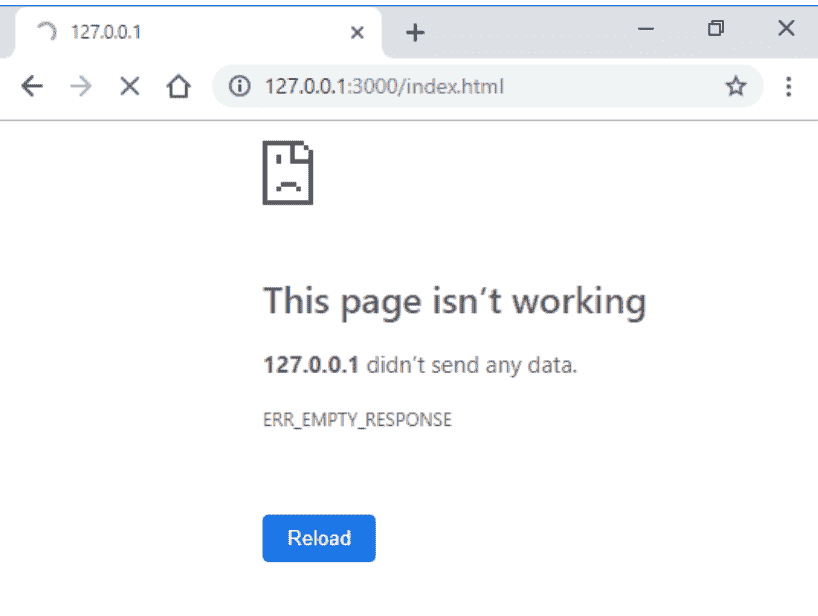 127.0.0.1
127.0.0.1:3000/index.html
This page isn't working
127.0.0.1 didn't send any data.
ERR_EMPTY_RESPONSE
Reload